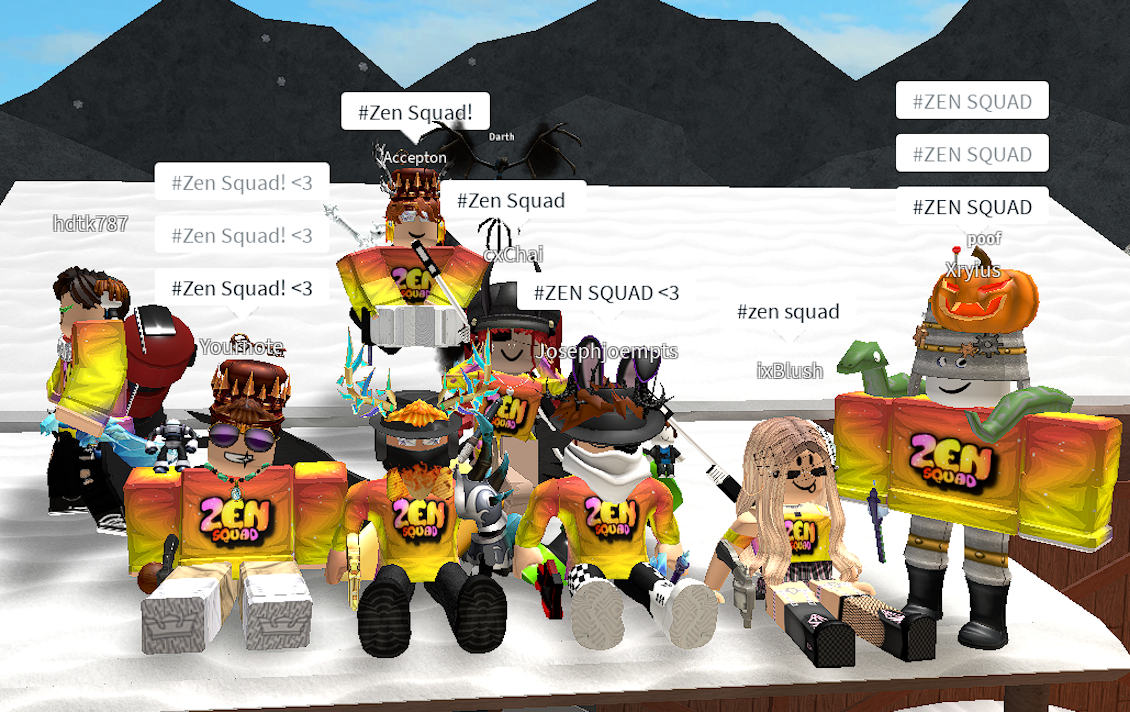 #ZEN SQUAD
#Zen Squad!
Darth
#ZEN SQUAD
Accepton
#Zen Squad! <3
#Zen Squad
#ZEN SQUAD
hdtk787
#Zen Squad! <3
poof
cxChai
Xryius
#Zen Squad! <3
#ZEN SQUAD <3
#zen squad
Yournote
Josephjoempts
ixBlush
ZEN
ZEN
SQUAD
ZEN
SQUAD
ZEN
SQUAD
ZEN
SQUAD
ZEN
SQUAD
ZEN
SQUAD